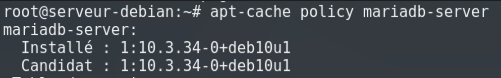 root@serveur-debian:~# apt-cache policy mariadb-server
mariadb-server:
  Installé : 1:10.3.34-0+deb10u1
  Candidat : 1:10.3.34-0+deb10u1